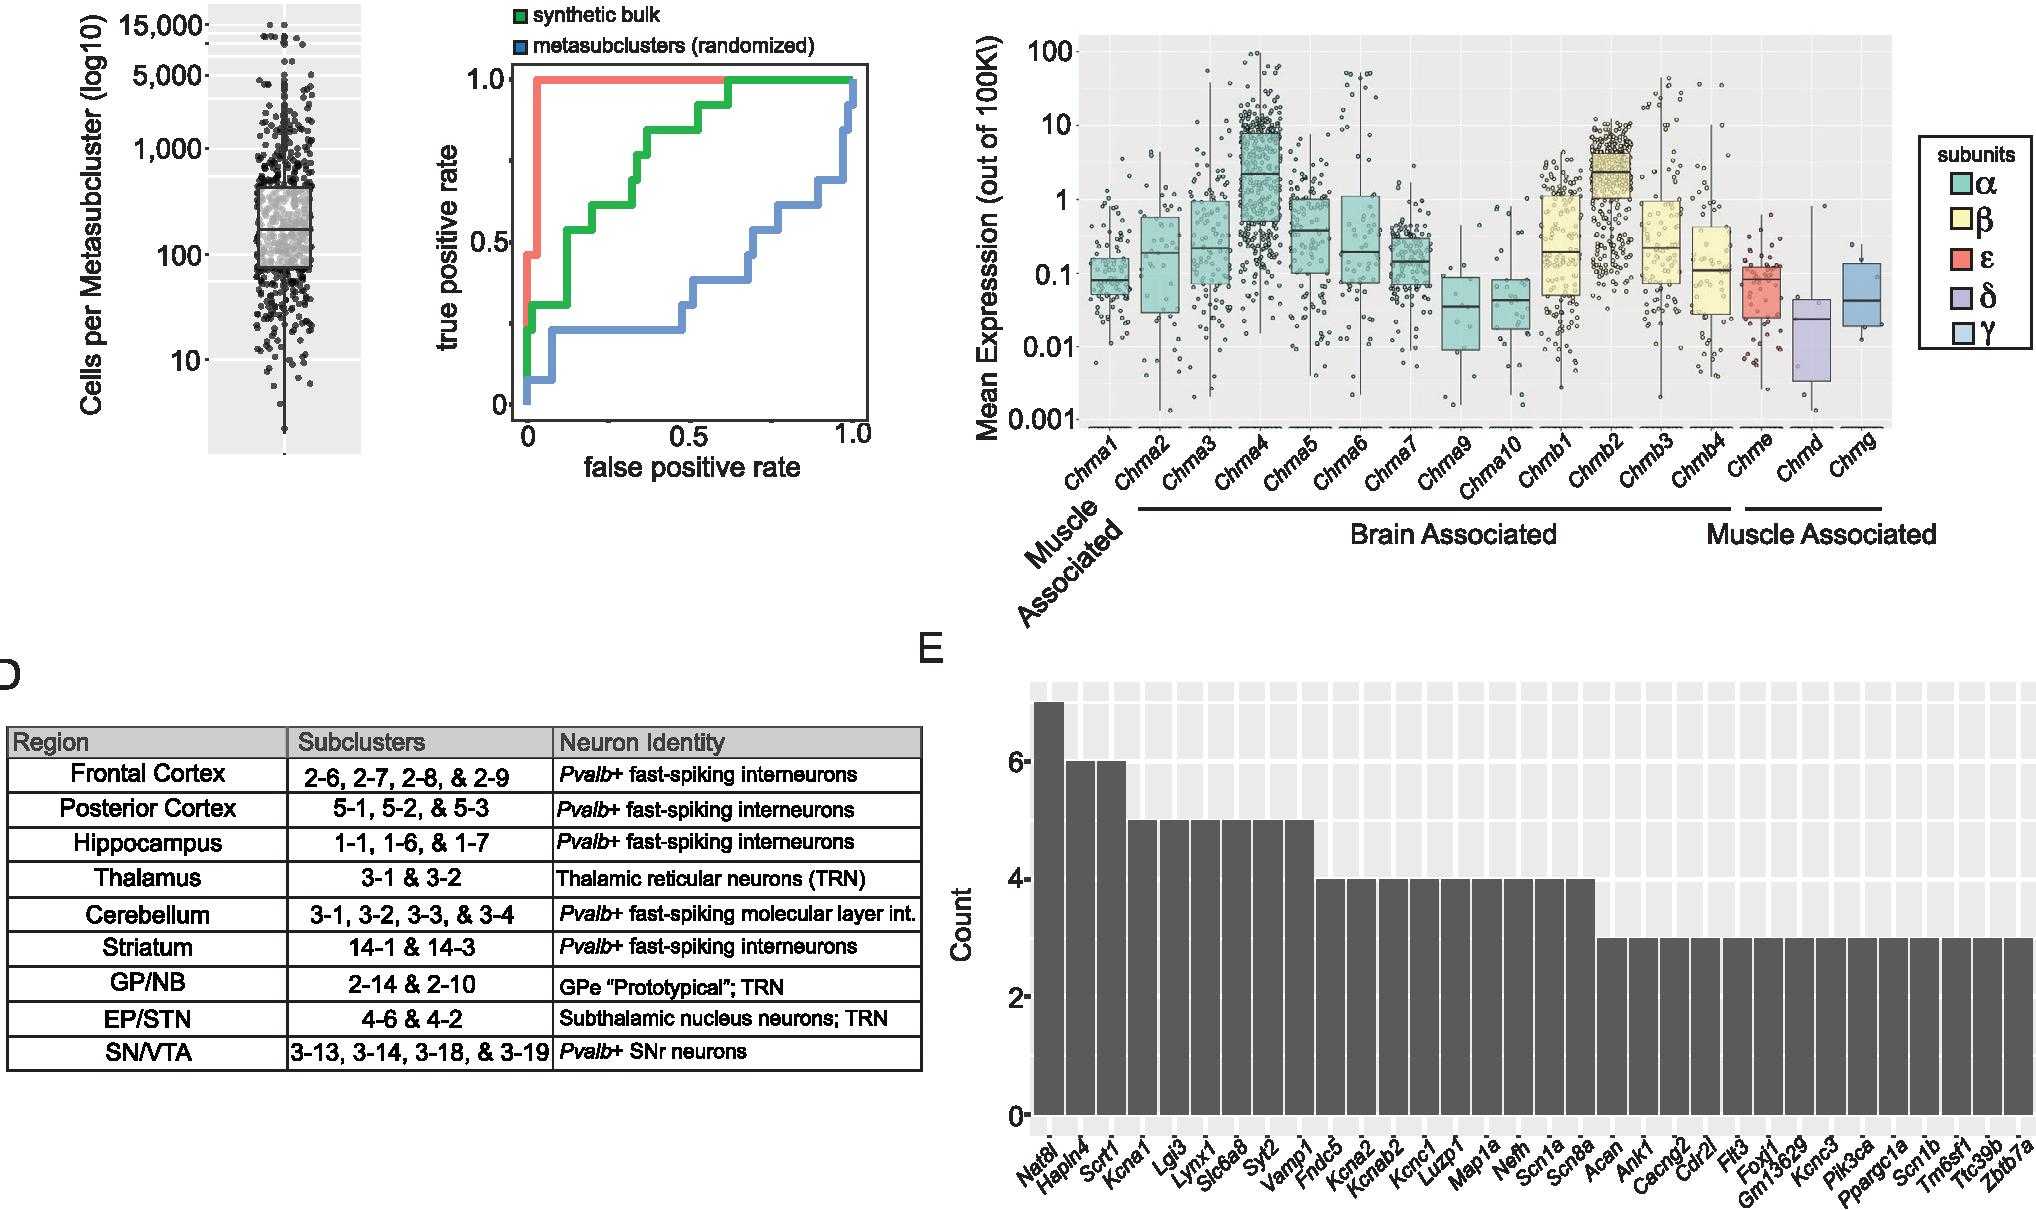 Cells per Metasubcluster (log10)
15,000
5,000
1,000
100
10
synthetic bulk
metasubclusters (randomized)
true positive rate
1.0
0.5
0
0
0.5
1.0
false positive rate
Mean Expression (out of 100K\)
100
10
1
0.1
0.01
0.001
Chrna1
Chrna2
Chrna3
Chrna4
Chrna5
Chrna6
Chrna7
Chrna9
Chrna10
Chrnb1
Chrnb2
Chrnb3
Chrnb4
Chrne
Chrnd
Chrng
Muscle
Associated
Brain Associated
Muscle Associated
subunits
α
β
ε
δ
γ
D
Region Subclusters Neuron Identity
Frontal Cortex 2-6, 2-7, 2-8, & 2-9 Pvalb+ fast-spiking interneurons
Posterior Cortex 5-1, 5-2, & 5-3 Pvalb+ fast-spiking interneurons
Hippocampus 1-1, 1-6, & 1-7 Pvalb+ fast-spiking interneurons
Thalamus 3-1 & 3-2 Thalamic reticular neurons (TRN)
Cerebellum 3-1, 3-2, 3-3, & 3-4 Pvalb+ fast-spiking molecular layer int.
Striatum 14-1 & 14-3 Pvalb+ fast-spiking interneurons
GP/NB 2-14 & 2-10 GPe “Prototypical”; TRN
EP/STN 4-6 & 4-2 Subthalamic nucleus neurons; TRN
SN/VTA 3-13, 3-14, 3-18, & 3-19 Pvalb+ SNr neurons
E
Count
6
4
2
0
Nat8l
Hapln4
Scrt1
Kcna1
Lgi3
Lynx1
Slc6a8
Syt2
Vamp1
Fndc5
Kcna2
Kcnab2
Kcnc1
Luzp1
Map1a
Nefh
Scn1a
Scn8a
Acan
Ank1
Cacng2
Cdr2l
Flt3
Foxj1
Gm13629
Kcnc3
Pik3ca
Ppargc1a
Scn1b
Tm6sf1
Ttc39b
Zbtb7a